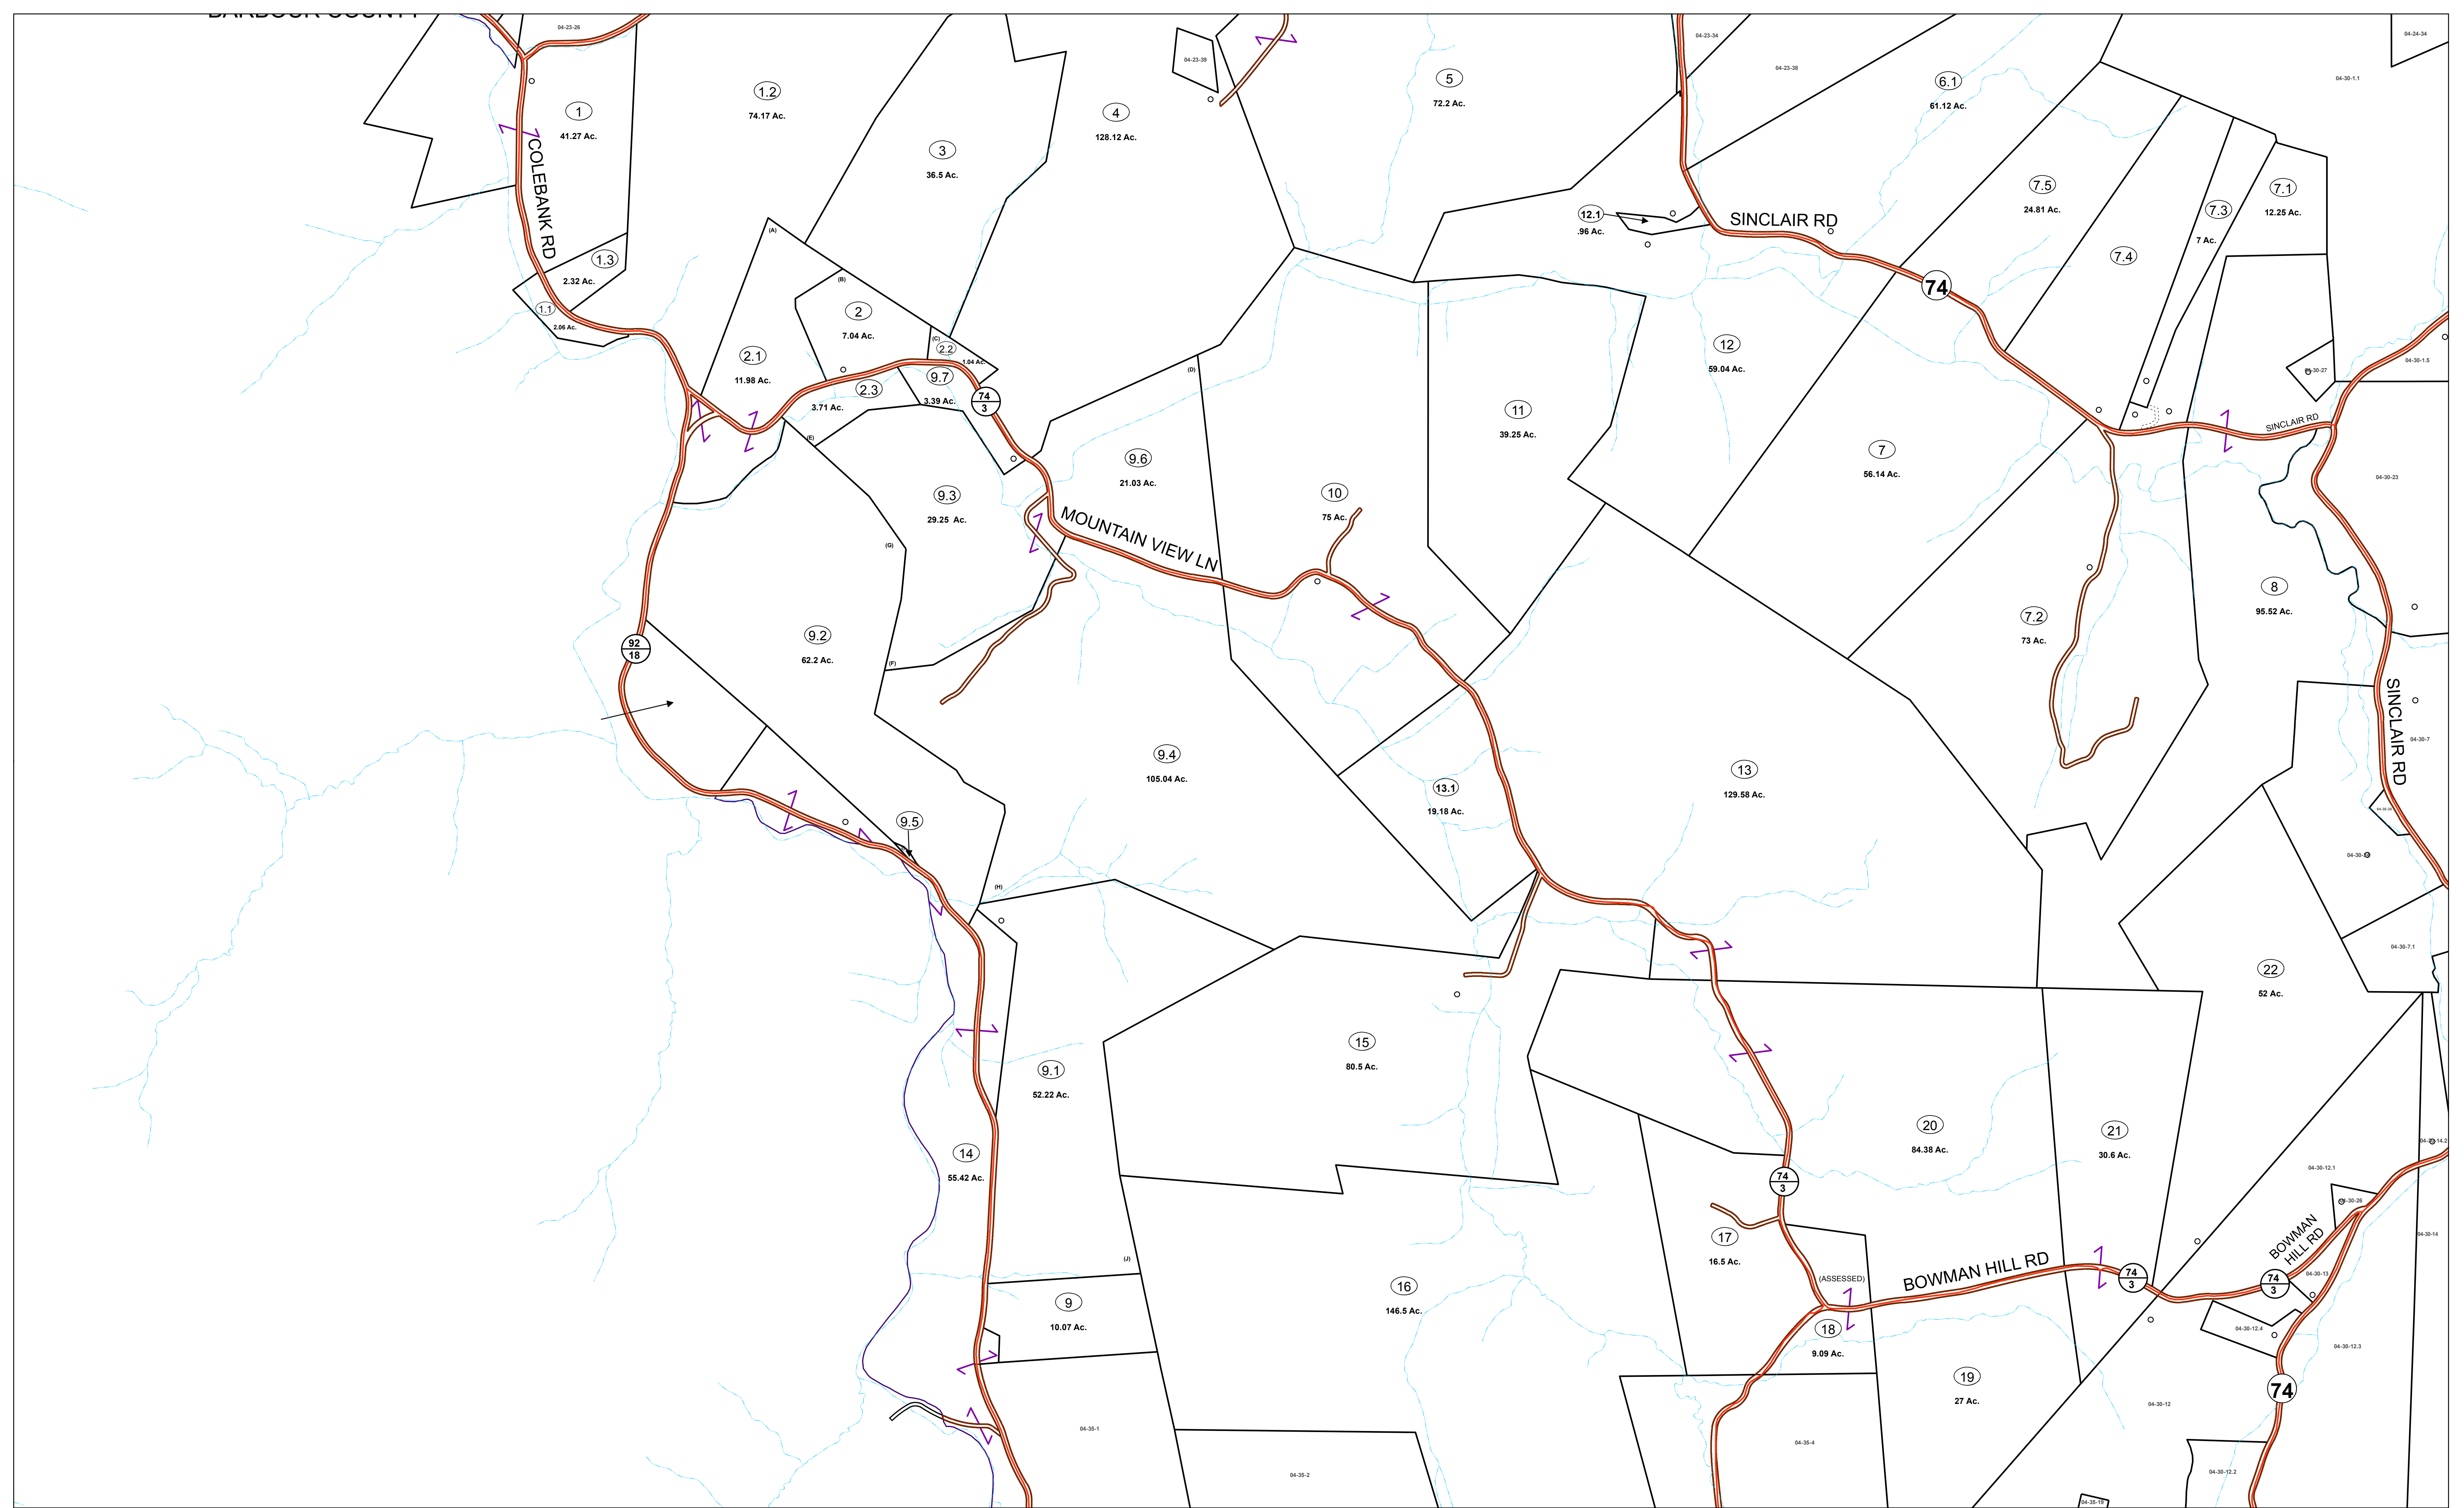 BARBOUR COUNTY
04-23-26
1
41.27 Ac.
1.2
74.17 Ac.
3
36.5 Ac.
4
128.12 Ac.
04-23-39
5
72.2 Ac.
04-23-34
04-23-38
6.1
61.12 Ac.
04-30-1.1
04-24-34
COLEBANK RD
1.3
2.32 Ac.
1.1
2.06 Ac.
(A)
(B)
2
7.04 Ac.
(C)
2.2
1.04 Ac.
2.1
11.98 Ac.
2.3
3.71 Ac.
9.7
3.39 Ac.
74
3
(D)
(E)
12.1
.96 Ac.
SINCLAIR RD
74
7.5
24.81 Ac.
7.4
7.3
7 Ac.
7.1
12.25 Ac.
04-30-27
04-30-1.5
SINCLAIR RD
12
59.04 Ac.
11
39.25 Ac.
7
56.14 Ac.
04-30-23
9.6
21.03 Ac.
10
75 Ac.
9.3
29.25 Ac.
MOUNTAIN VIEW LN
(G)
(F)
9.2
62.2 Ac.
92
18
7.2
73 Ac.
8
95.52 Ac.
SINCLAIR RD
04-30-7
9.4
105.04 Ac.
13.1
19.18 Ac.
13
129.58 Ac.
9.5
(H)
04-30-7.1
22
52 Ac.
15
80.5 Ac.
9.1
52.22 Ac.
14
55.42 Ac.
20
84.38 Ac.
21
30.6 Ac.
04-30-12.1
04-30-26
04-30-14
74
3
17
16.5 Ac.
(ASSESSED)
BOWMAN HILL RD
74
3
74
3
BOWMAN
HILL RD
04-30-13
(J)
9
10.07 Ac.
16
146.5 Ac.
18
9.09 Ac.
19
27 Ac.
04-30-12.4
04-30-12.3
74
04-30-12
04-35-1
04-35-2
04-35-4
04-30-12.2
04-35-19